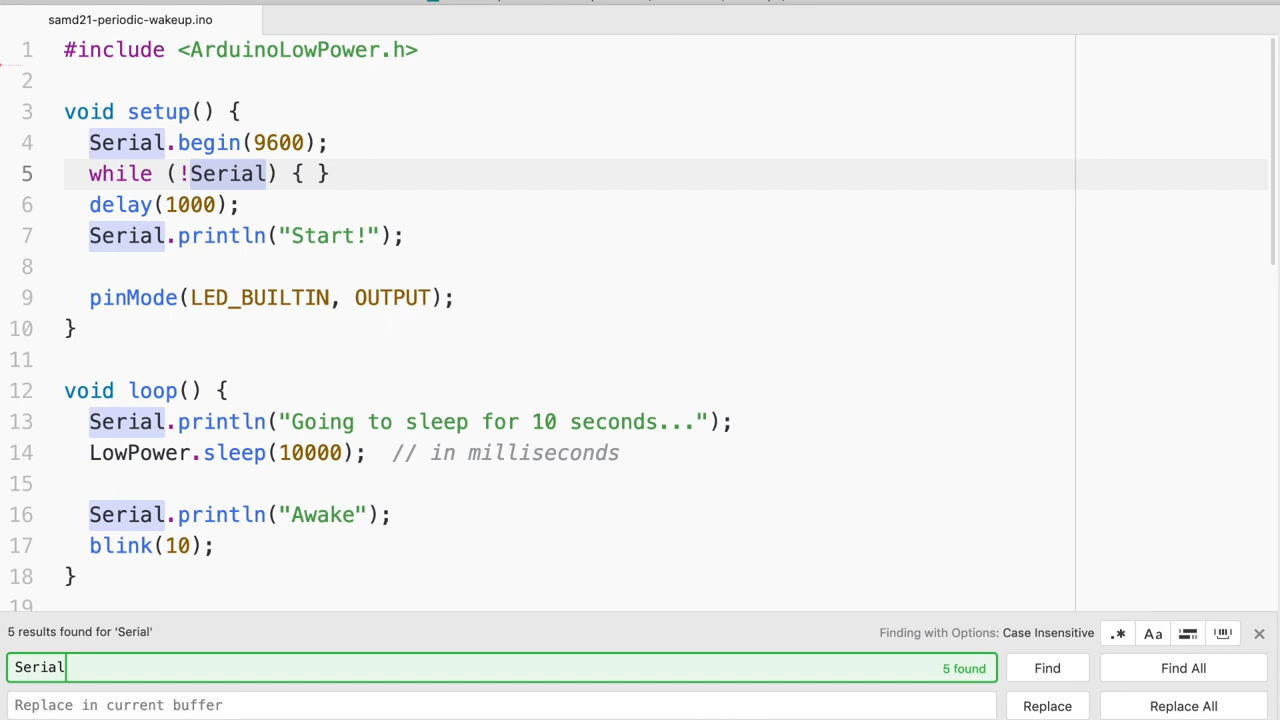 samd21-periodic-wakeup.ino
1 #include <ArduinoLowPower.h>
2
3 void setup() {
4 Serial.begin(9600);
5 while (!Serial) { }
6 delay(1000);
7 Serial.println("Start!");
8
9 pinMode(LED_BUILTIN, OUTPUT);
10 }
11
12 void loop() {
13 Serial.println("Going to sleep for 10 seconds...");
14 LowPower.sleep(10000);  // in milliseconds
15
16 Serial.println("Awake");
17 blink(10);
18 }
19
5 results found for 'Serial' Finding with Options: Case Insensitive .* Aa
Serial 5 found Find Find All
Replace in current buffer Replace Replace All